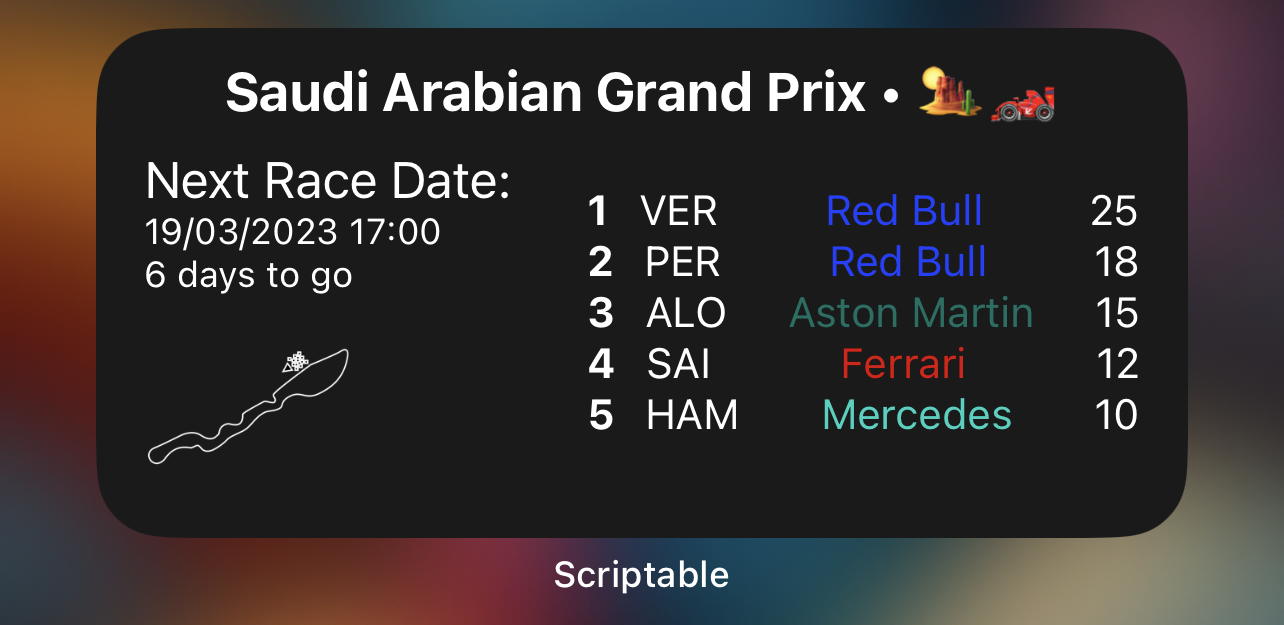 Saudi Arabian Grand Prix • 🏜️🏎️
Next Race Date:
19/03/2023 17:00
6 days to go
1 VER Red Bull 25
2 PER Red Bull 18
3 ALO Aston Martin 15
4 SAI Ferrari 12
5 HAM Mercedes 10
Scriptable